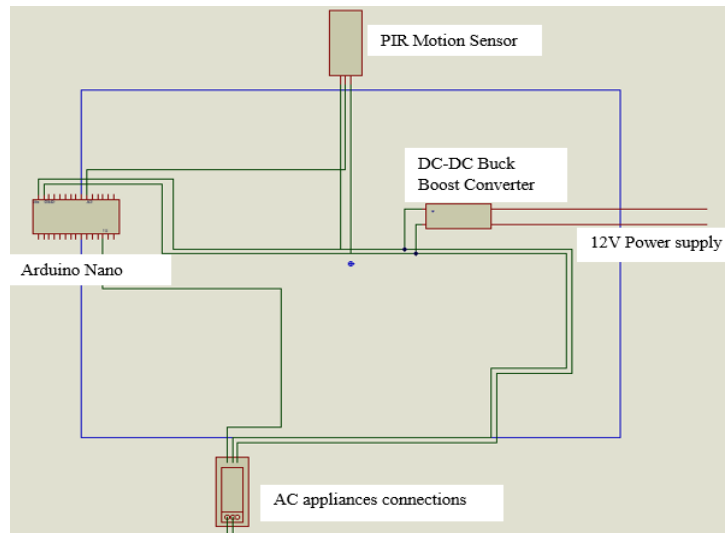 PIR Motion Sensor
DC-DC Buck
Boost Converter
12V Power supply
Arduino Nano
AC appliances connections